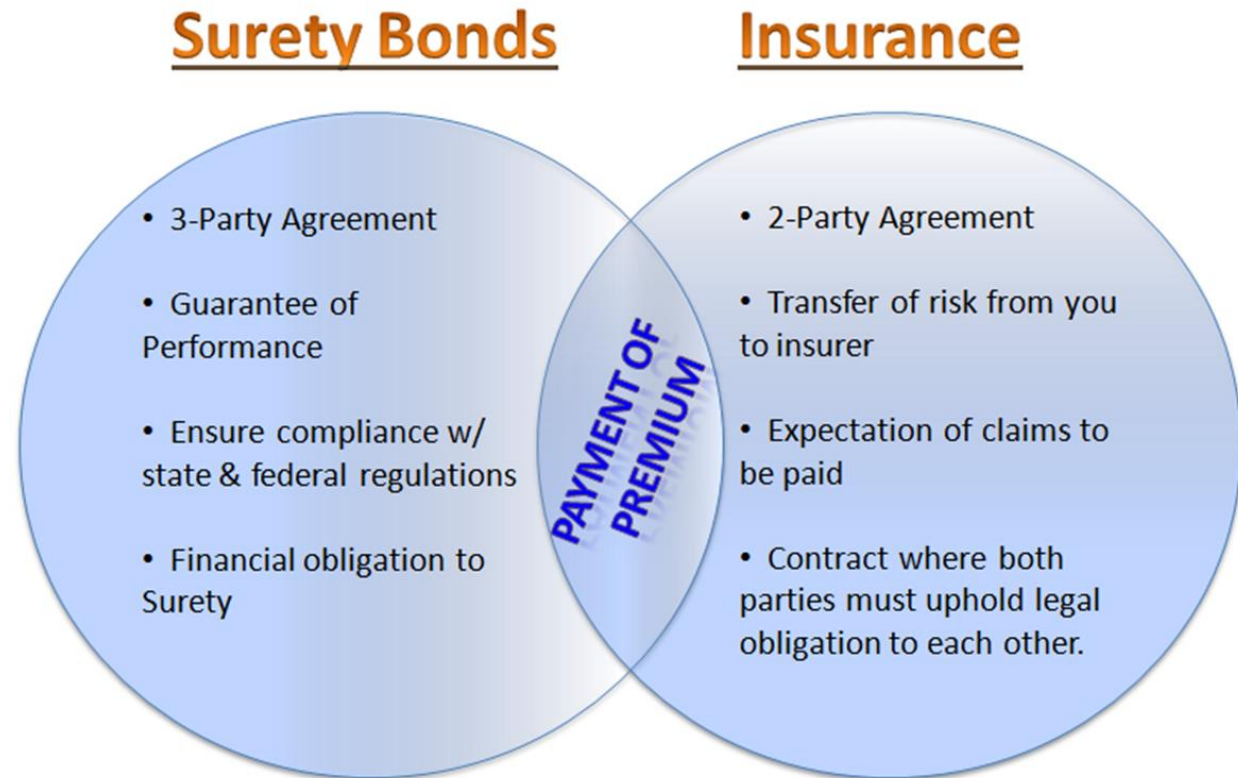 Surety Bonds
Insurance
• 3-Party Agreement
• Guarantee of
Performance
• Ensure compliance w/
state & federal regulations
• Financial obligation to
Surety
PAYMENT OF
PREMIUM
• 2-Party Agreement
• Transfer of risk from you
to insurer
• Expectation of claims to
be paid
• Contract where both
parties must uphold legal
obligation to each other.